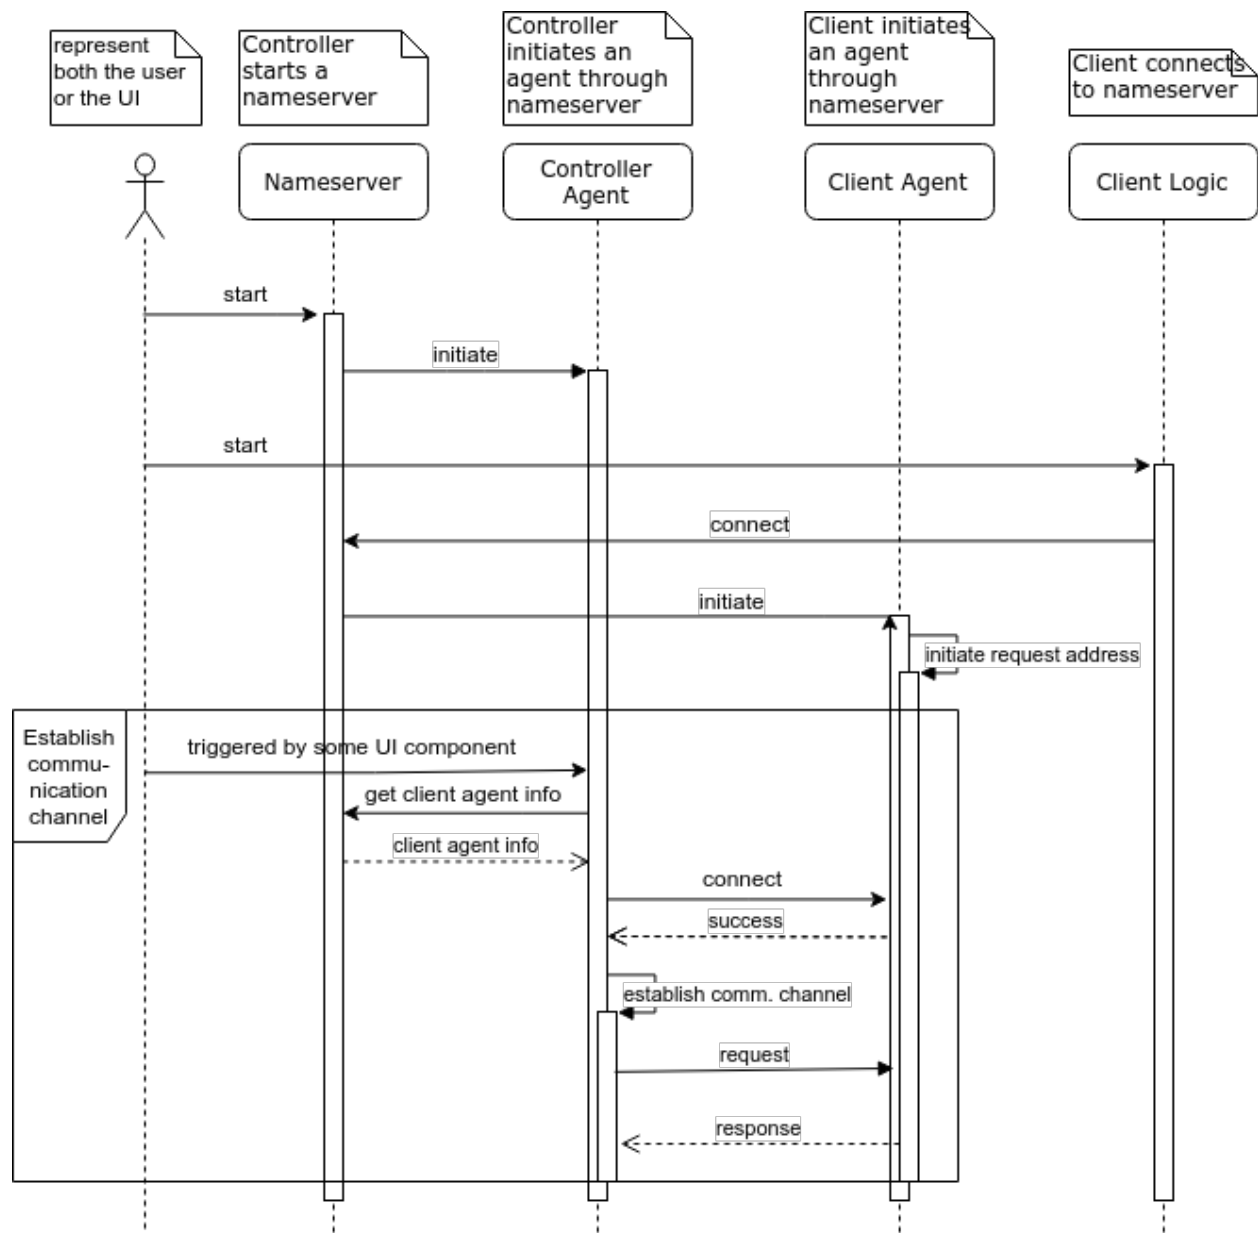 represent
both the user
or the UI
Controller
starts a
nameserver
Controller
initiates an
agent through
nameserver
Client initiates
an agent
through
nameserver
Client connects
to nameserver
Nameserver
Controller
Agent
Client Agent
Client Logic
start
initiate
start
connect
initiate
initiate request address
Establish
commu-
nication
channel
triggered by some UI component
get client agent info
client agent info
connect
success
establish comm. channel
request
response